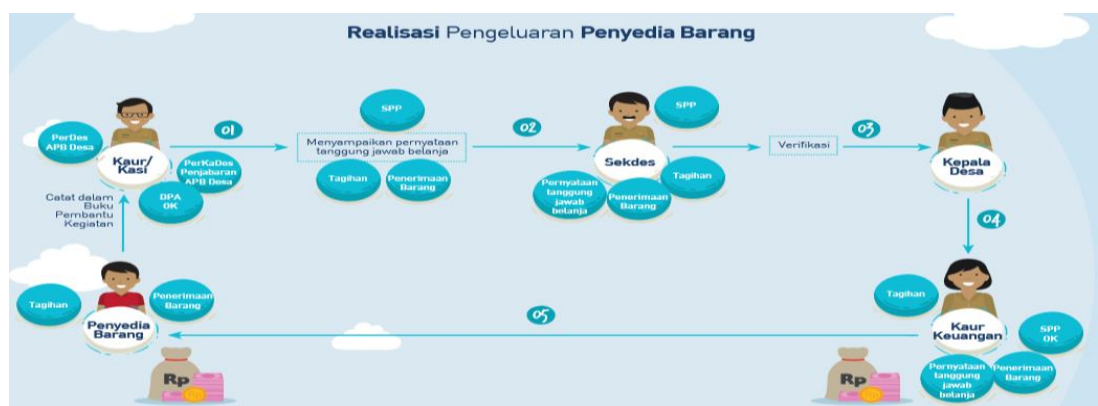 Realisasi Pengeluaran Penyedia Barang
PerDes
APB Desa
Kaur/
Kasi
PerKaDes
Penjabaran
APB Desa
DPA
OK
Catat dalam
Buku
Pembantu
Kegiatan
01
SPP
Menyampaikan pernyataan
tanggung jawab belanja
Tagihan
Penerimaan
Barang
02
SPP
Sekdes
Pernyataan
tanggung
jawab
belanja
Penerimaan
Barang
Tagihan
Verifikasi
03
Kepala
Desa
04
Tagihan
Kaur
Keuangan
SPP
OK
Pernyataan
tanggung
jawab
belanja
Penerimaan
Barang
05
Tagihan
Penerimaan
Barang
Penyedia
Barang
Rp
Rp